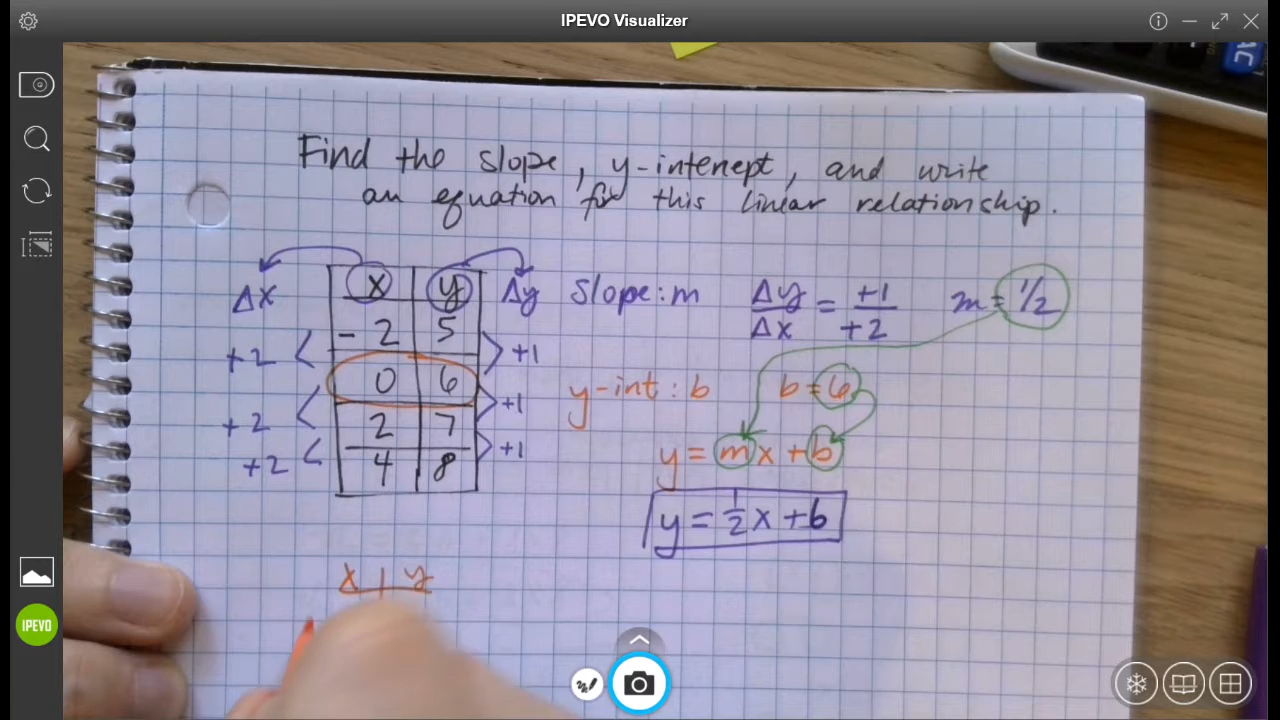 IPEVO Visualizer
AC
Find the slope, y-intercept, and write
an equation for this linear relationship.
Δx x y Δy slope: m Δy/Δx = +1/+2 m = 1/2
-2 5
+2 +1
0 6 y-int: b b = 6
+2 +1
2 7
+2 +1
4 8 y = mx + b
y = 1/2 x + 6
x y
IPEVO